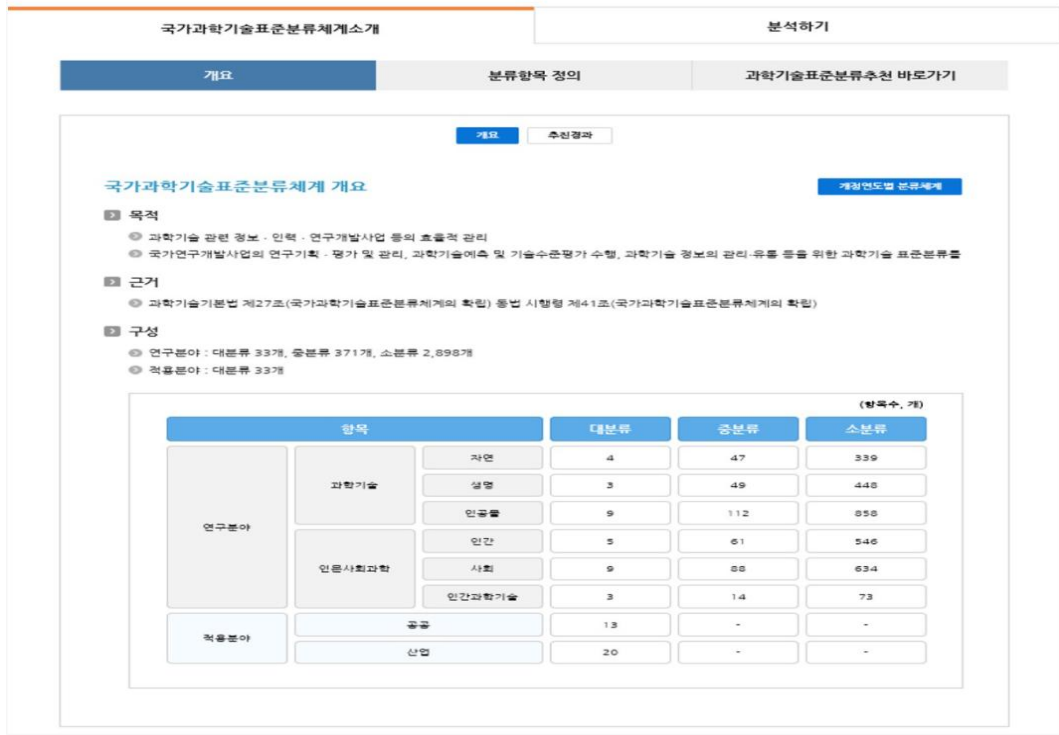 국가과학기술표준분류체계소개 분석하기
개요 분류항목 정의 과학기술표준분류추천 바로가기
개요 추진경과
국가과학기술표준분류체계 개요 개정연도별 분류체계
목적
과학기술 관련 정보 · 인력 · 연구개발사업 등의 효율적 관리
국가연구개발사업의 연구기획 · 평가 및 관리, 과학기술예측 및 기술수준평가 수행, 과학기술 정보의 관리·유통 등을 위한 과학기술 표준분류틀
근거
과학기술기본법 제27조(국가과학기술표준분류체계의 확립) 동법 시행령 제41조(국가과학기술표준분류체계의 확립)
구성
연구분야 : 대분류 33개, 중분류 371개, 소분류 2,898개
적용분야 : 대분류 33개
(항목수, 개)
항목 대분류 중분류 소분류
연구분야 과학기술 자연 4 47 339
생명 3 49 448
인공물 9 112 858
인문사회과학 인간 5 61 546
사회 9 88 634
인간과학기술 3 14 73
적용분야 공공 13 - -
산업 20 - -